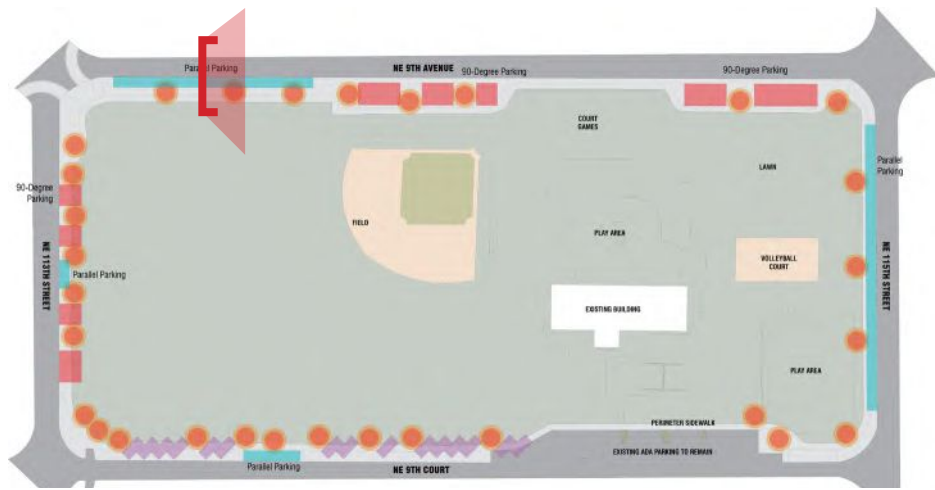 Parallel Parking
NE 9TH AVENUE
90-Degree Parking
90-Degree Parking
COURT
GAMES
LAWN
Parallel
Parking
90-Degree
Parking
FIELD
PLAY AREA
VOLLEYBALL
COURT
NE 113TH STREET
NE 115TH STREET
Parallel Parking
EXISTING BUILDING
PLAY AREA
PERIMETER SIDEWALK
EXISTING ADA PARKING TO REMAIN
Parallel Parking
NE 9TH COURT